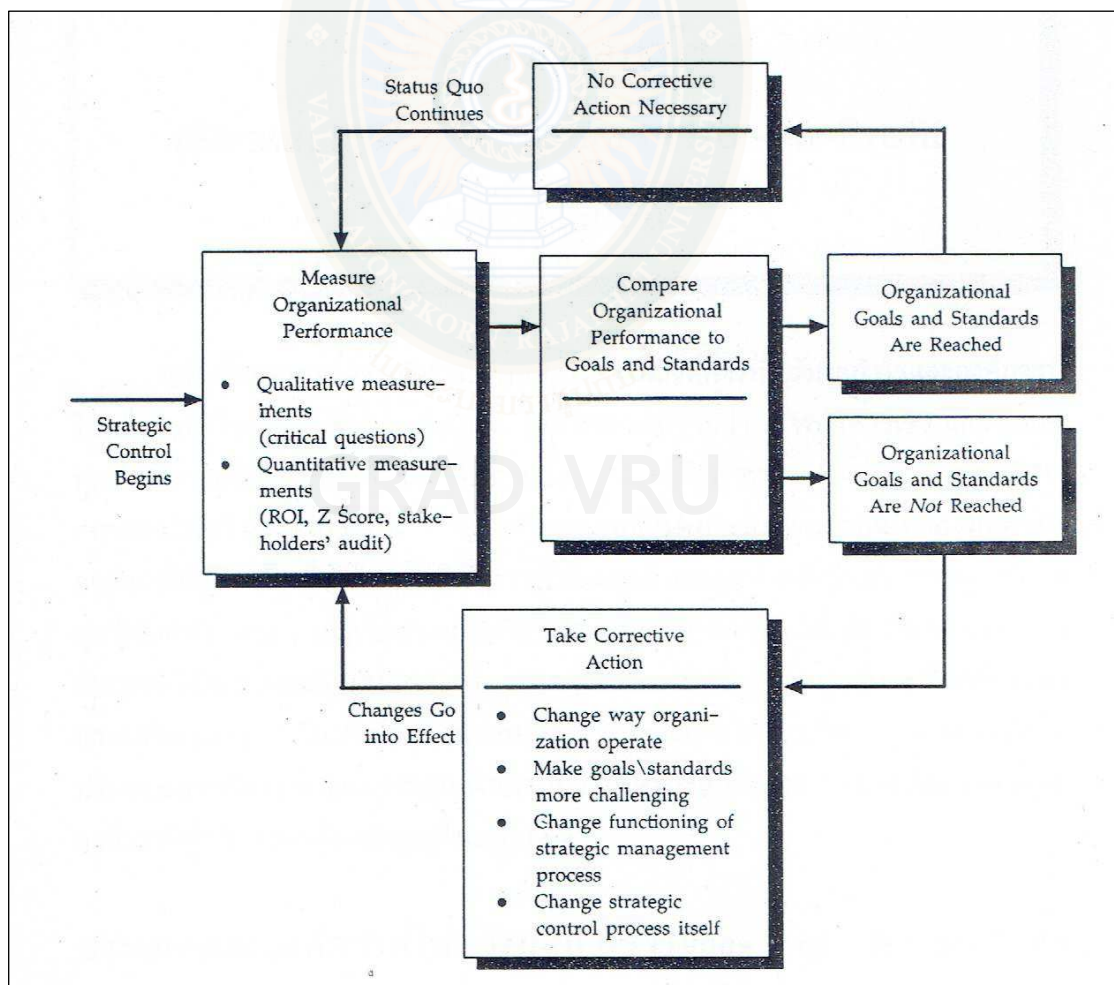 Status Quo
Continues
No Corrective
Action Necessary
Measure
Organizational
Performance
• Qualitative measure-
ments
(critical questions)
• Quantitative measure-
ments
(ROI, Z Score, stake-
holders' audit)
Strategic
Control
Begins
Compare
Organizational
Performance to
Goals and Standards
Organizational
Goals and Standards
Are Reached
Organizational
Goals and Standards
Are Not Reached
GRAD VRU
Take Corrective
Action
• Change way organi-
zation operate
• Make goals\standards
more challenging
• Change functioning of
strategic management
process
• Change strategic
control process itself
Changes Go
into Effect